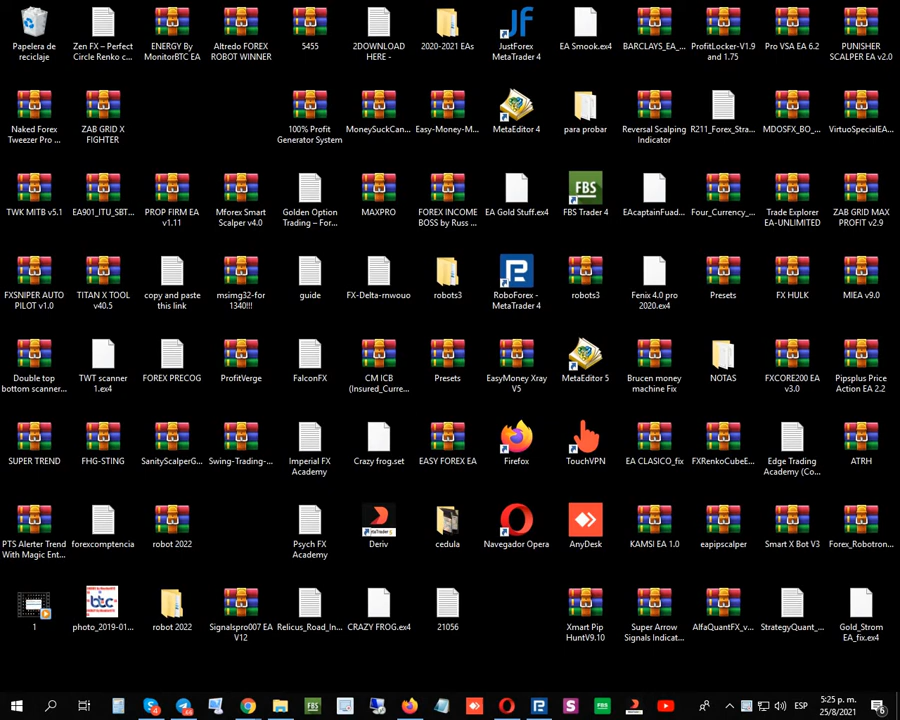 Papelera de
reciclaje
Zen FX – Perfect
Circle Renko c...
ENERGY By
MonitorBTC EA
Altredo FOREX
ROBOT WINNER
5455
2DOWNLOAD
HERE -
2020-2021 EAs
JustForex
MetaTrader 4
EA Smook.ex4
BARCLAYS_EA_...
ProfitLocker-V1.9
and 1.75
Pro VSA EA 6.2
PUNISHER
SCALPER EA v2.0
Naked Forex
Tweezer Pro ...
ZAB GRID X
FIGHTER
100% Profit
Generator System
MoneySuckCan...
Easy-Money-M...
MetaEditor 4
para probar
Reversal Scalping
Indicator
R211_Forex_Stra...
MDOSFX_BO_...
VirtuoSpecialEA...
TWK MITB v5.1
EA901_ITU_SBT...
PROP FIRM EA
v1.11
Mforex Smart
Scalper v4.0
Golden Option
Trading – For...
MAXPRO
FOREX INCOME
BOSS by Russ ...
EA Gold Stuff.ex4
FBS
FBS Trader 4
EAcaptainFuad...
Four_Currency_...
Trade Explorer
EA-UNLIMITED
ZAB GRID MAX
PROFIT v2.9
FXSNIPER AUTO
PILOT v1.0
TITAN X TOOL
v40.5
copy and paste
this link
msimg32-for
1340!!!
guide
FX-Delta-rnwouo
robots3
RoboForex -
MetaTrader 4
robots3
Fenix 4.0 pro
2020.ex4
Presets
FX HULK
MIEA v9.0
Double top
bottom scanner...
TWT scanner
1.ex4
FOREX PRECOG
ProfitVerge
FalconFX
CM ICB
(Insured_Curre...
Presets
EasyMoney Xray
V5
MetaEditor 5
Brucen money
machine Fix
NOTAS
FXCORE200 EA
v3.0
Pipsplus Price
Action EA 2.2
SUPER TREND
FHG-STING
SanityScalperG...
Swing-Trading-...
Imperial FX
Academy
Crazy frog.set
EASY FOREX EA
Firefox
TouchVPN
EA CLASICO_fix
FXRenkoCubeE...
Edge Trading
Academy (Co...
ATRH
PTS Alerter Trend
With Magic Ent...
forexcomptencia
robot 2022
Psych FX
Academy
Deriv
cedula
Navegador Opera
AnyDesk
KAMSI EA 1.0
eapipscalper
Smart X Bot V3
Forex_Robotron...
1
btc
photo_2019-01...
robot 2022
Signalspro007 EA
V12
Relicus_Road_In...
CRAZY FROG.ex4
21056
Xmart Pip
HuntV9.10
Super Arrow
Signals Indicat...
AlfaQuantFX_v...
StrategyQuant_...
Gold_Strom
EA_fix.ex4
FBS
FBS
ESP
5:25 p. m.
25/8/2021